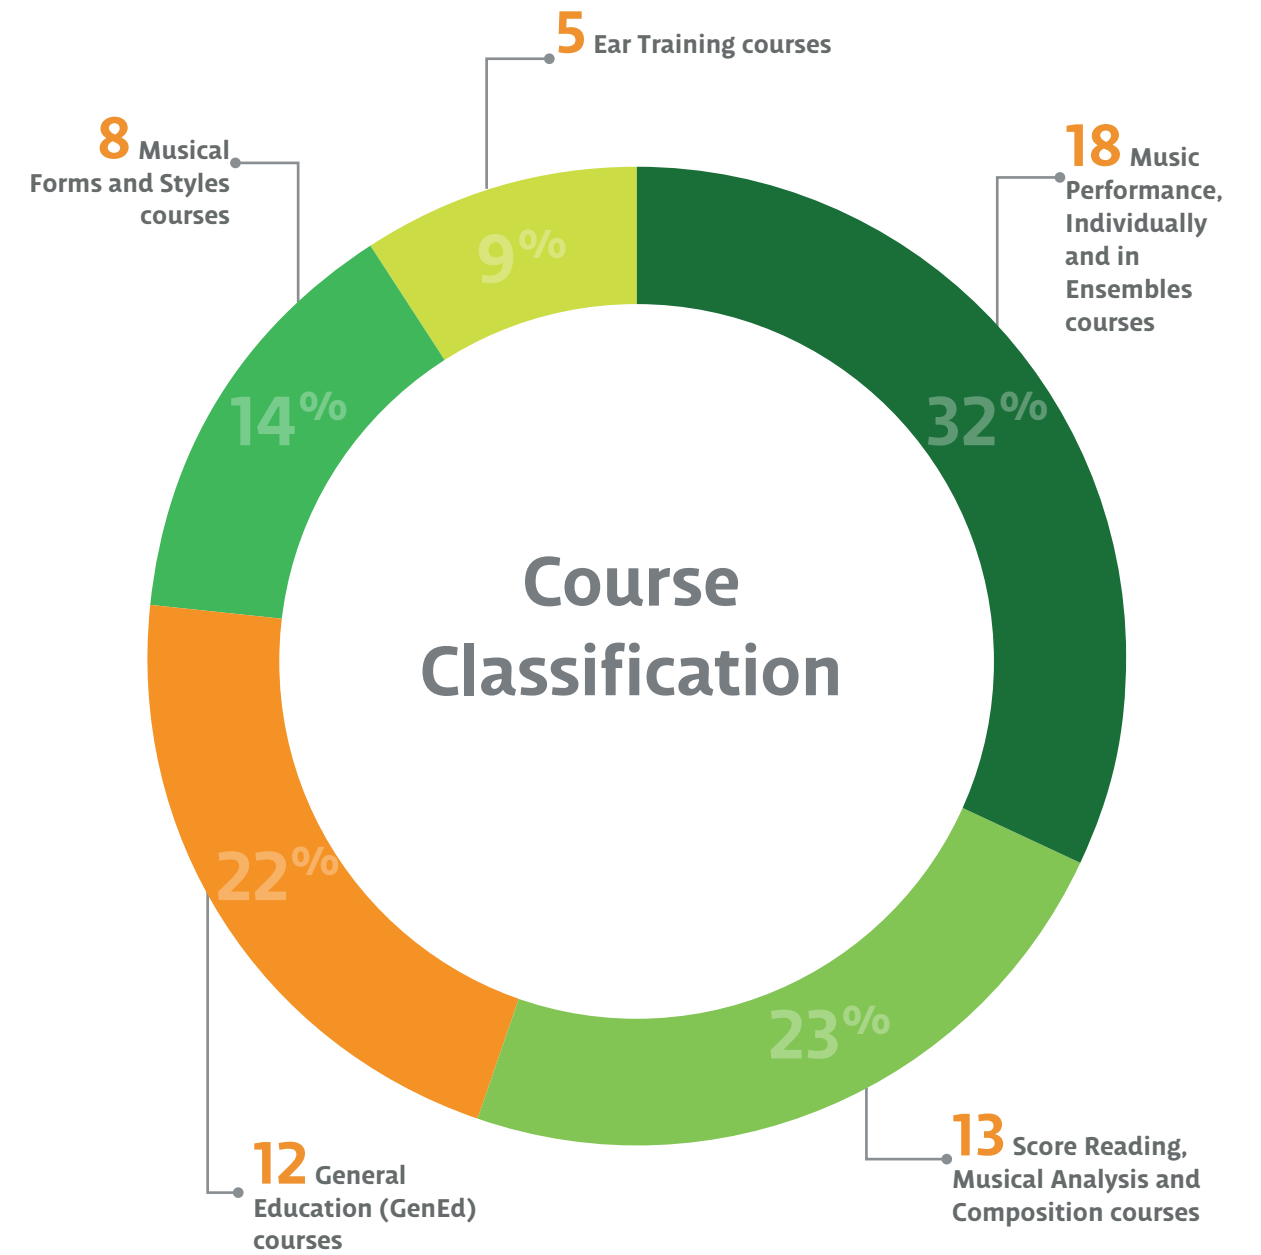 5 Ear Training courses
8 Musical
Forms and Styles
courses
18 Music
Performance,
Individually
and in
Ensembles
courses
9%
14%
32%
Course
Classification
22%
23%
12 General
Education (GenEd)
courses
13 Score Reading,
Musical Analysis and
Composition courses